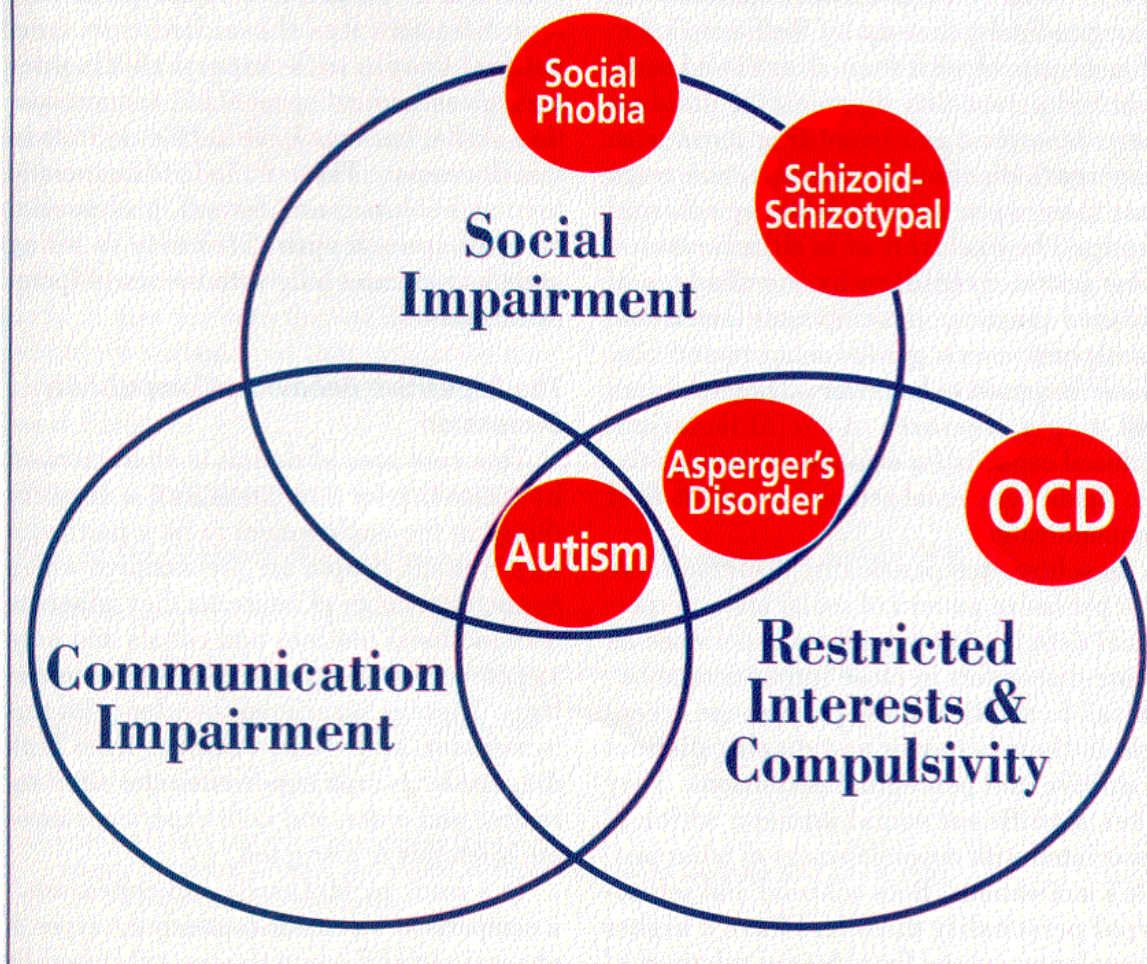 Social
Phobia
Schizoid-
Schizotypal
Social
Impairment
Asperger's
Disorder
OCD
Autism
Communication
Impairment
Restricted
Interests &
Compulsivity